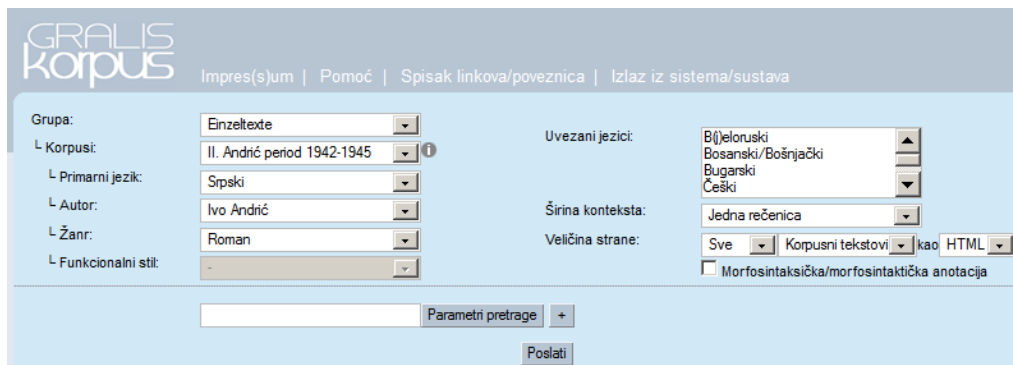 GRALIS
korpus
Impres(s)um | Pomoć | Spisak linkova/poveznica | Izlaz iz sistema/sustava
Grupa: Einzeltexte
└ Korpusi: II. Andrić period 1942-1945 i
└ Primarni jezik: Srpski
└ Autor: Ivo Andrić
└ Žanr: Roman
└ Funkcionalni stil: -
Uvezani jezici: B(j)eloruski
Bosanski/Bošnjački
Bugarski
Češki
Širina konteksta: Jedna rečenica
Veličina strane: Sve Korpusni tekstovi kao HTML
Morfosintaksička/morfosintaktička anotacija
Parametri pretrage +
Poslati